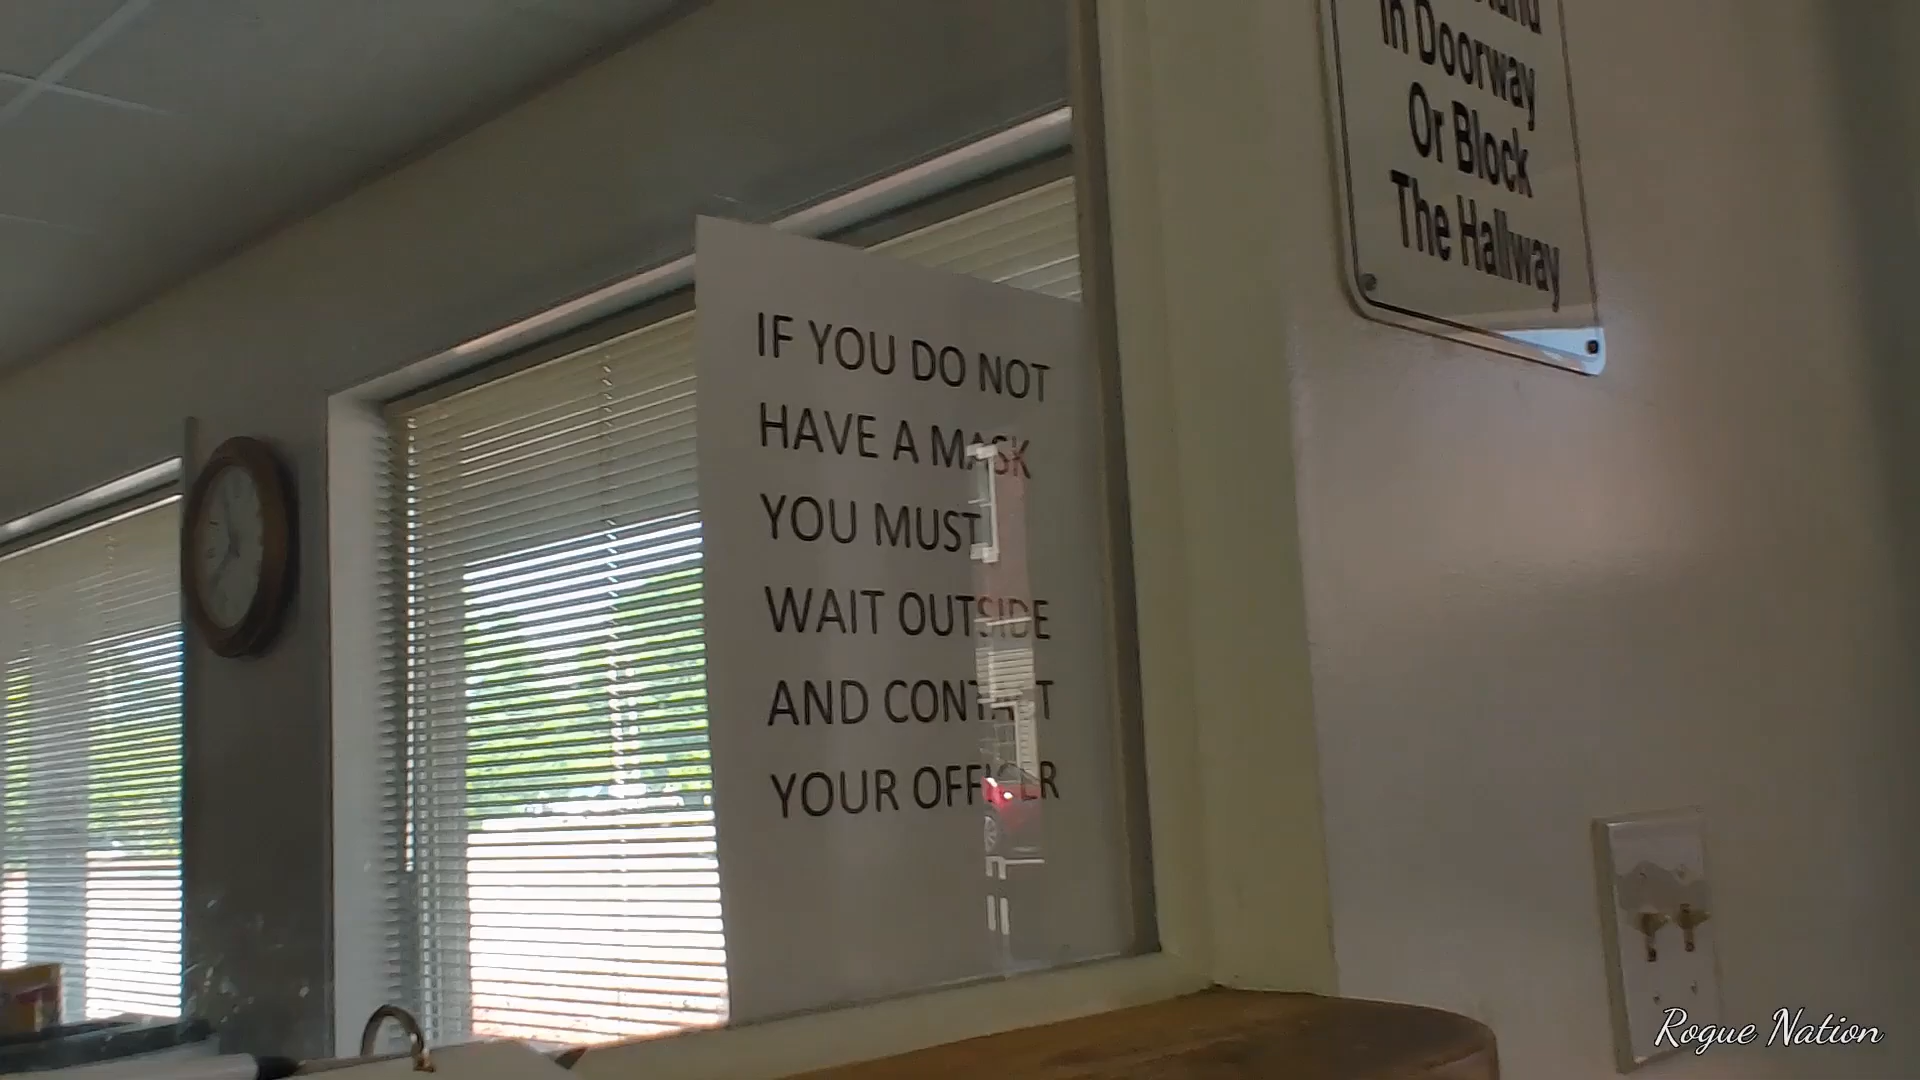 In Doorway
Or Block
The Hallway
IF YOU DO NOT
HAVE A MASK
YOU MUST
WAIT OUTSIDE
AND CONTACT
YOUR OFFICER
Rogue Nation